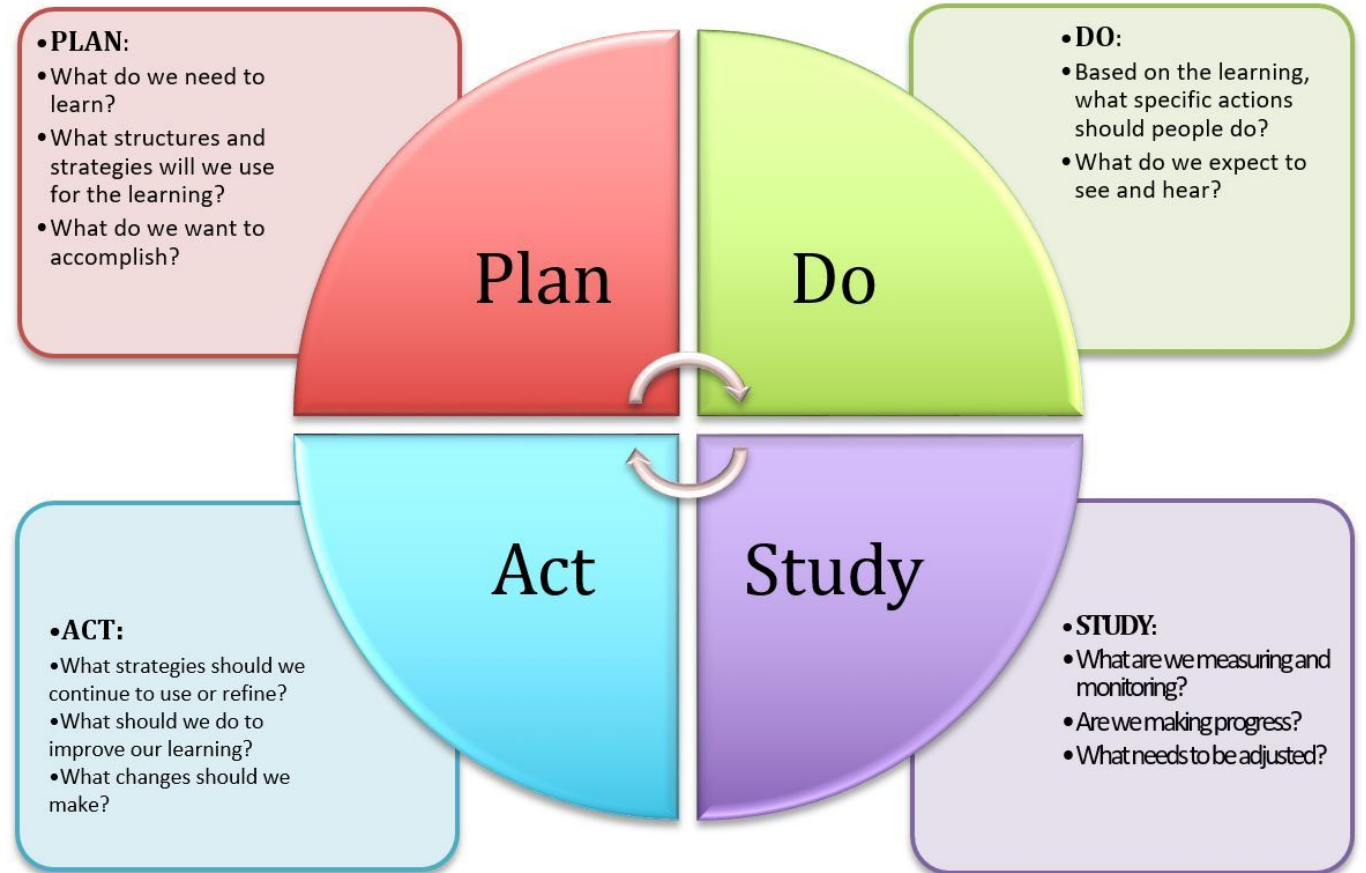 •PLAN:
•What do we need to
learn?
•What structures and
strategies will we use
for the learning?
•What do we want to
accomplish?
•DO:
•Based on the learning,
what specific actions
should people do?
•What do we expect to
see and hear?
Plan
Do
Act
Study
•ACT:
•What strategies should we
continue to use or refine?
•What should we do to
improve our learning?
•What changes should we
make?
•STUDY:
•What are we measuring and
monitoring?
•Are we making progress?
•What needs to be adjusted?